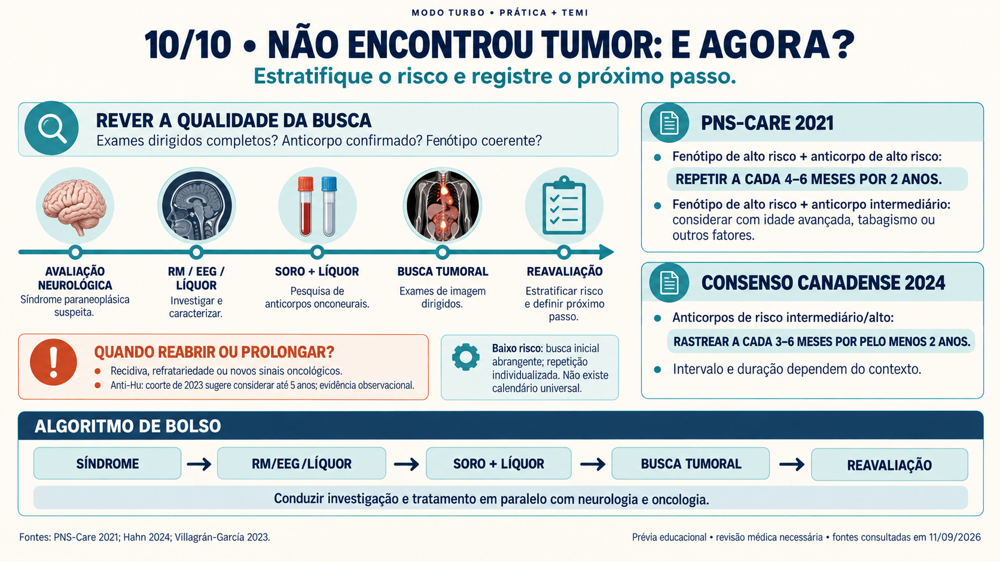 MODO TURBO • PRÁTICA + TEMI
10/10 • NÃO ENCONTROU TUMOR: E AGORA?
Estratifique o risco e registre o próximo passo.
REVER A QUALIDADE DA BUSCA
Exames dirigidos completos? Anticorpo confirmado? Fenótipo coerente?
AVALIAÇÃO
NEUROLÓGICA
Síndrome paraneoplásica
suspeita.
RM / EEG /
LÍQUOR
Investigar e
caracterizar.
SORO + LÍQUOR
Pesquisa de
anticorpos onconeurais.
BUSCA TUMORAL
Exames de imagem
dirigidos.
REAVALIAÇÃO
Estratificar risco
e definir próximo
passo.
QUANDO REABRIR OU PROLONGAR?
• Recidiva, refratariedade ou novos sinais oncológicos.
• Anti-Hu: coorte de 2023 sugere considerar até 5 anos; evidência observacional.
Baixo risco: busca inicial
abrangente; repetição
individualizada. Não existe
calendário universal.
PNS-CARE 2021
• Fenótipo de alto risco + anticorpo de alto risco:
REPETIR A CADA 4–6 MESES POR 2 ANOS.
• Fenótipo de alto risco + anticorpo intermediário:
considerar com idade avançada, tabagismo ou
outros fatores.
CONSENSO CANADENSE 2024
• Anticorpos de risco intermediário/alto:
RASTREAR A CADA 3–6 MESES POR PELO MENOS 2 ANOS.
• Intervalo e duração dependem do contexto.
ALGORITMO DE BOLSO
SÍNDROME
RM/EEG/LÍQUOR
SORO + LÍQUOR
BUSCA TUMORAL
REAVALIAÇÃO
Conduzir investigação e tratamento em paralelo com neurologia e oncologia.
Fontes: PNS-Care 2021; Hahn 2024; Villagrán-García 2023.
Prévia educacional • revisão médica necessária • fontes consultadas em 11/09/2026